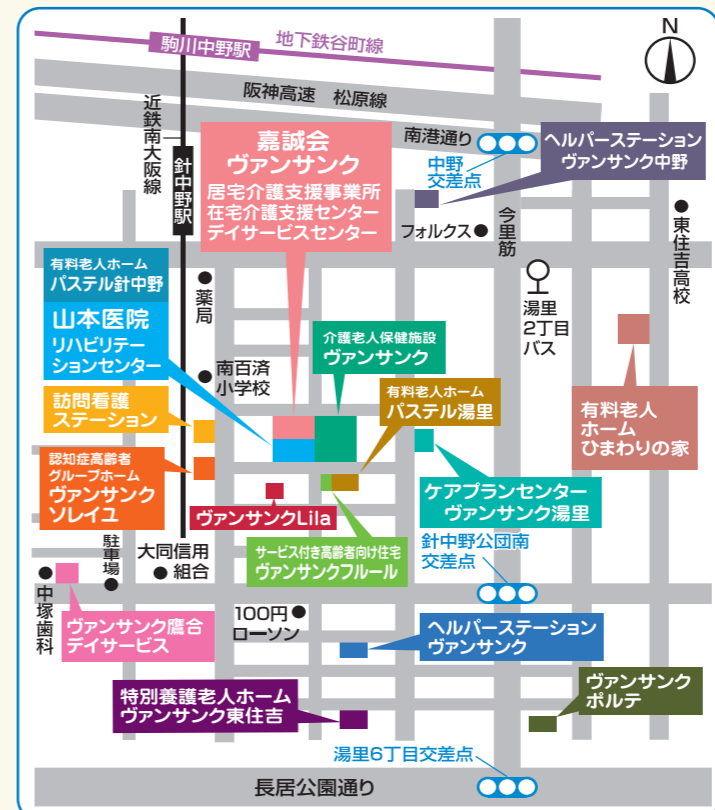 N
地下鉄谷町線
駒川中野駅
阪神高速 松原線
近鉄南大阪線
針中野駅
南港通り
中野
交差点
嘉誠会
ヴァンサンク
居宅介護支援事業所
在宅介護支援センター
デイサービスセンター
ヘルパーステーション
ヴァンサンク中野
フォルクス
今里筋
東住吉高校
湯里
2丁目
バス
有料老人ホーム
パステル針中野
山本医院
リハビリテー
ションセンター
薬局
南百済
小学校
介護老人保健施設
ヴァンサンク
有料老人ホーム
パステル湯里
有料老人
ホーム
ひまわりの家
訪問看護
ステーション
認知症高齢者
グループホーム
ヴァンサンク
ソレイユ
ヴァンサンクLila
ケアプランセンター
ヴァンサンク湯里
サービス付き高齢者向け住宅
ヴァンサンクフルール
針中野公団南
交差点
駐車場
大同信用
組合
中塚歯科
ヴァンサンク鷹合
デイサービス
100円
ローソン
ヘルパーステーション
ヴァンサンク
特別養護老人ホーム
ヴァンサンク東住吉
ヴァンサンク
ポルテ
湯里6丁目交差点
長居公園通り